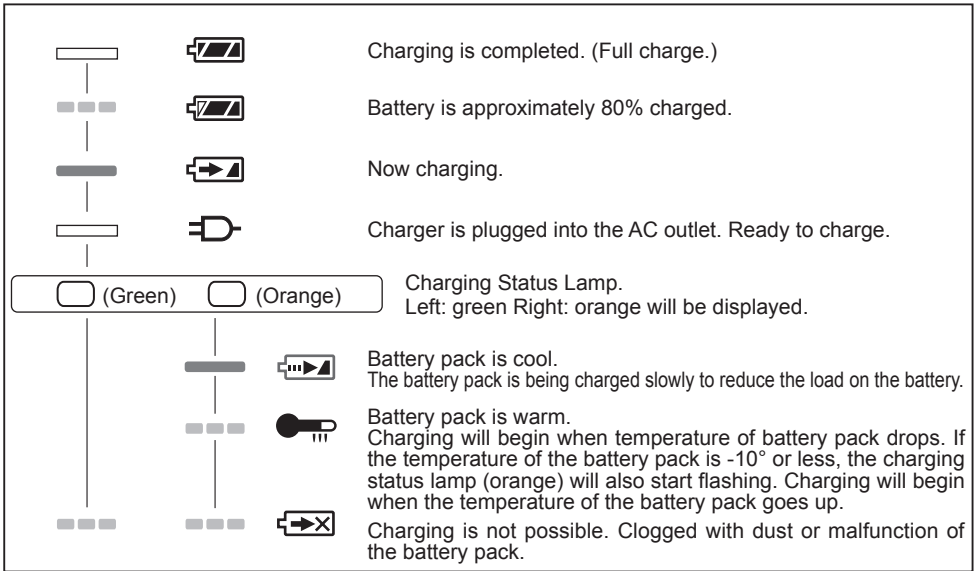 Charging is completed. (Full charge.)
Battery is approximately 80% charged.
Now charging.
Charger is plugged into the AC outlet. Ready to charge.
(Green) (Orange)
Charging Status Lamp.
Left: green Right: orange will be displayed.
Battery pack is cool.
The battery pack is being charged slowly to reduce the load on the battery.
Battery pack is warm.
Charging will begin when temperature of battery pack drops. If
the temperature of the battery pack is -10° or less, the charging
status lamp (orange) will also start flashing. Charging will begin
when the temperature of the battery pack goes up.
Charging is not possible. Clogged with dust or malfunction of
the battery pack.